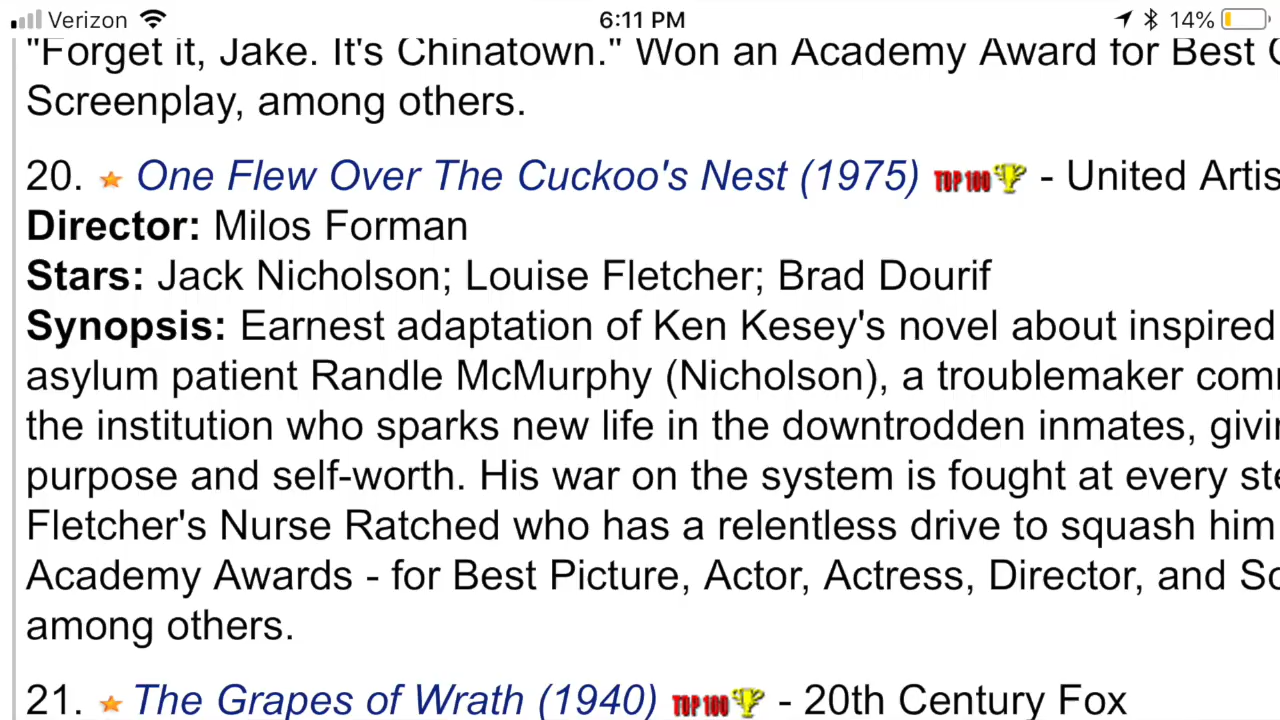 Verizon 6:11 PM 14%
"Forget it, Jake. It's Chinatown." Won an Academy Award for Best
Screenplay, among others.
20. One Flew Over The Cuckoo's Nest (1975) TOP 100 - United
Director: Milos Forman
Stars: Jack Nicholson; Louise Fletcher; Brad Dourif
Synopsis: Earnest adaptation of Ken Kesey's novel about inspired
asylum patient Randle McMurphy (Nicholson), a troublemaker
the institution who sparks new life in the downtrodden inmates,
purpose and self-worth. His war on the system is fought at every
Fletcher's Nurse Ratched who has a relentless drive to squash him
Academy Awards - for Best Picture, Actor, Actress, Director, and
among others.
21. The Grapes of Wrath (1940) TOP 100 - 20th Century Fox